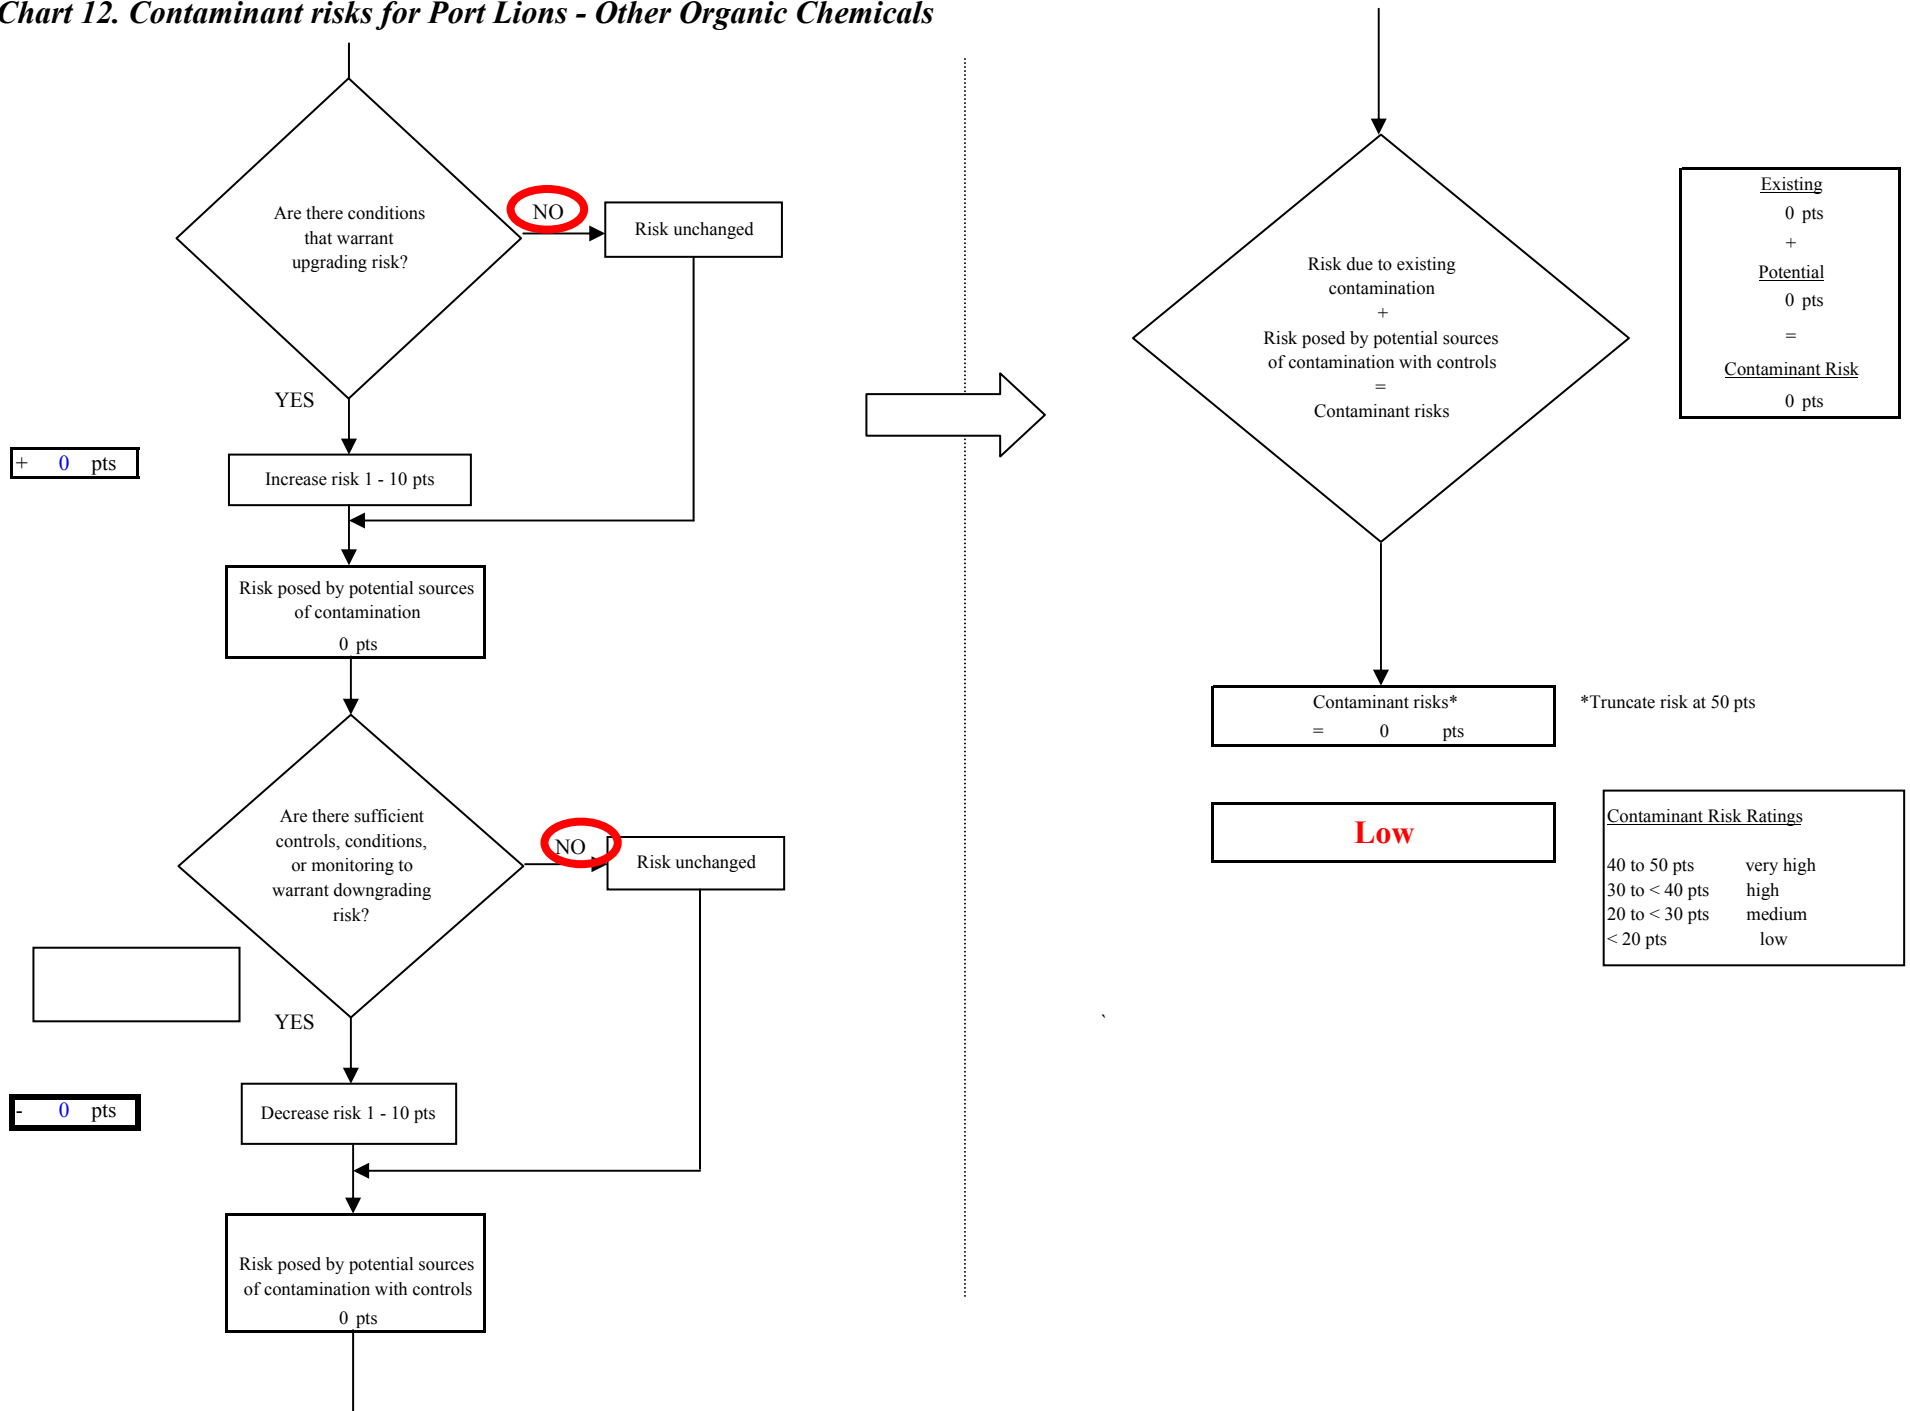 Chart 12. Contaminant risks for Port Lions - Other Organic Chemicals
Are there conditions
that warrant
upgrading risk?
NO
Risk unchanged
YES
+ 0 pts
Increase risk 1 - 10 pts
Risk posed by potential sources
of contamination
0 pts
Are there sufficient
controls, conditions,
or monitoring to
warrant downgrading
risk?
NO
Risk unchanged
YES
- 0 pts
Decrease risk 1 - 10 pts
Risk posed by potential sources
of contamination with controls
0 pts
Risk due to existing
contamination
+
Risk posed by potential sources
of contamination with controls
=
Contaminant risks
Existing
0 pts
+
Potential
0 pts
=
Contaminant Risk
0 pts
Contaminant risks*
= 0 pts
*Truncate risk at 50 pts
Low
Contaminant Risk Ratings
40 to 50 pts very high
30 to < 40 pts high
20 to < 30 pts medium
< 20 pts low
`